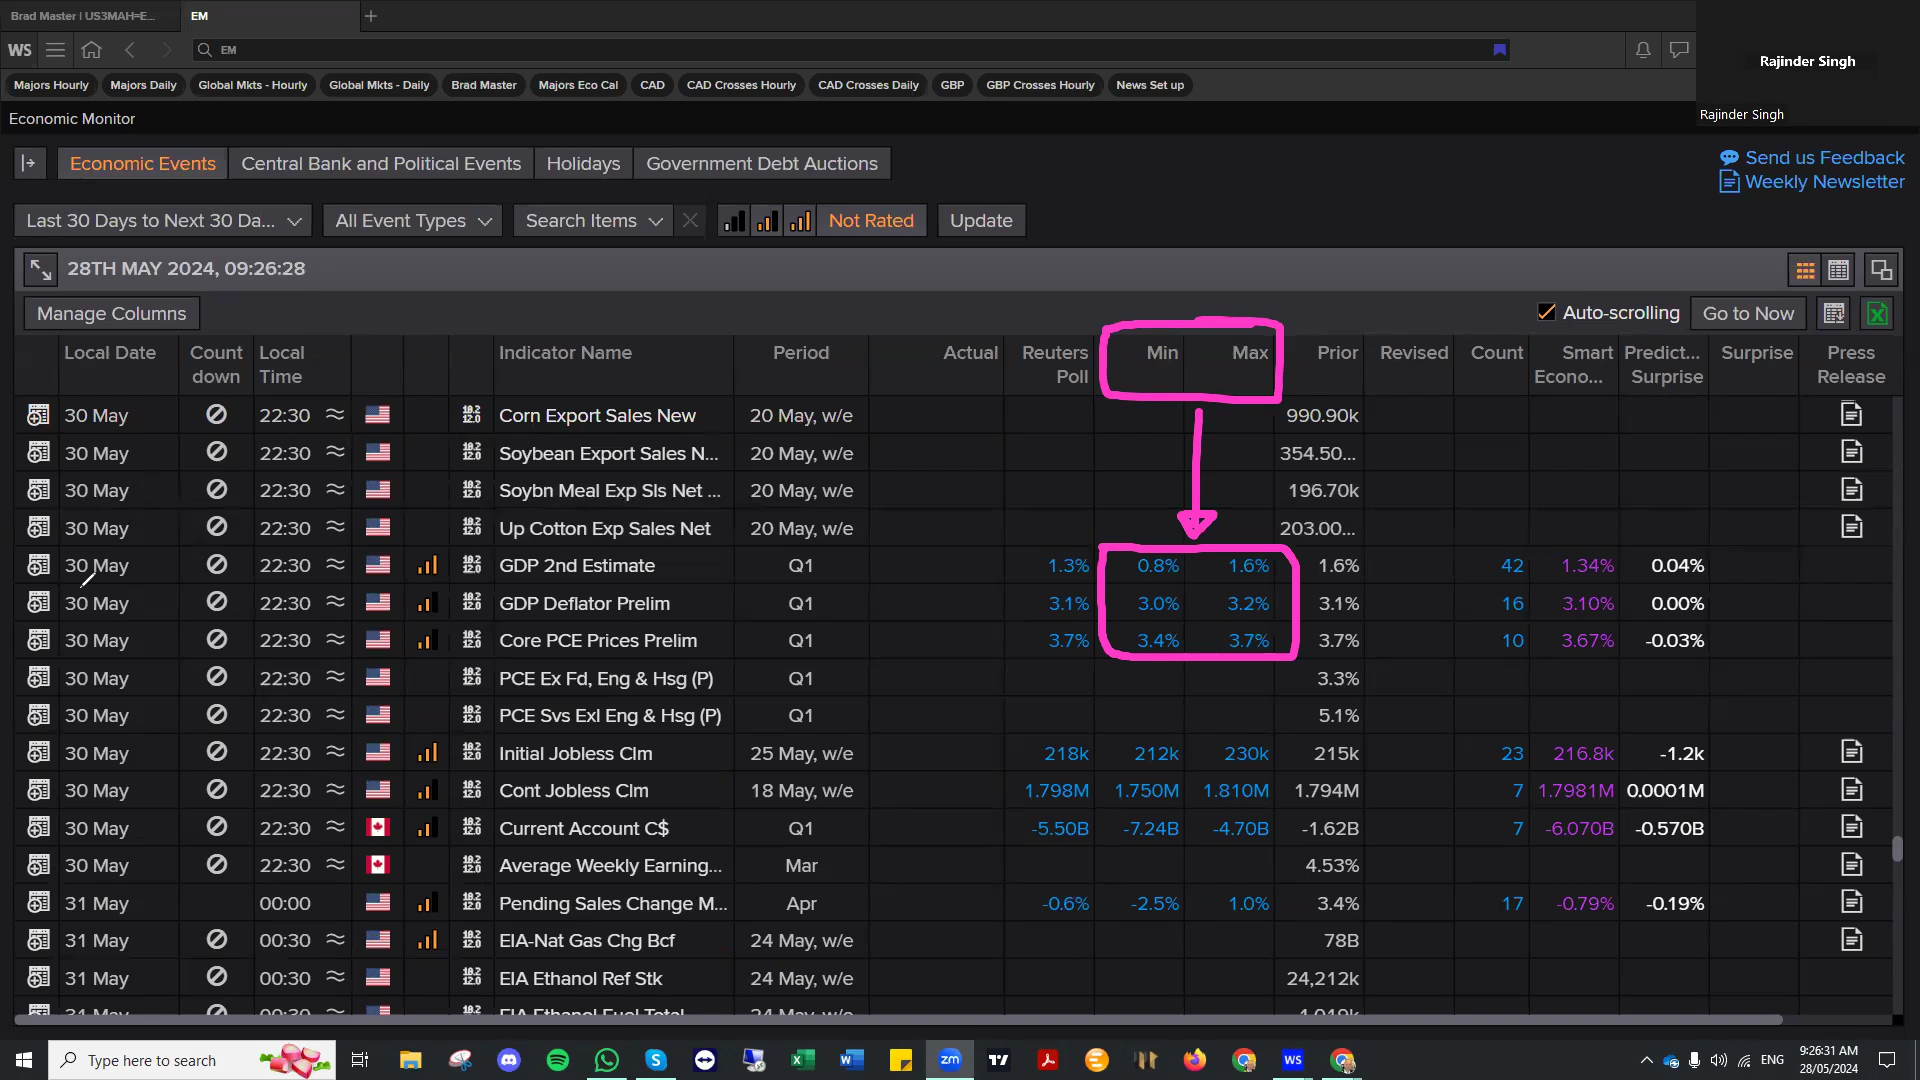 Brad Master | US3MAH=E...
EM
WS
EM
Rajinder Singh
Majors Hourly Majors Daily Global Mkts - Hourly Global Mkts - Daily Brad Master Majors Eco Cal CAD CAD Crosses Hourly CAD Crosses Daily GBP GBP Crosses Hourly News Set up
Rajinder Singh
Economic Monitor
Economic Events Central Bank and Political Events Holidays Government Debt Auctions
Send us Feedback
Weekly Newsletter
Last 30 Days to Next 30 Da... All Event Types Search Items Not Rated Update
28TH MAY 2024, 09:26:28
Manage Columns Auto-scrolling Go to Now
Local Date Count down Local Time Indicator Name Period Actual Reuters Poll Min Max Prior Revised Count Smart Econo... Predict... Surprise Surprise Press Release
30 May 22:30 Corn Export Sales New 20 May, w/e 990.90k
30 May 22:30 Soybean Export Sales N... 20 May, w/e 354.50...
30 May 22:30 Soybn Meal Exp Sls Net ... 20 May, w/e 196.70k
30 May 22:30 Up Cotton Exp Sales Net 20 May, w/e 203.00...
30 May 22:30 GDP 2nd Estimate Q1 1.3% 0.8% 1.6% 1.6% 42 1.34% 0.04%
30 May 22:30 GDP Deflator Prelim Q1 3.1% 3.0% 3.2% 3.1% 16 3.10% 0.00%
30 May 22:30 Core PCE Prices Prelim Q1 3.7% 3.4% 3.7% 3.7% 10 3.67% -0.03%
30 May 22:30 PCE Ex Fd, Eng & Hsg (P) Q1 3.3%
30 May 22:30 PCE Svs Exl Eng & Hsg (P) Q1 5.1%
30 May 22:30 Initial Jobless Clm 25 May, w/e 218k 212k 230k 215k 23 216.8k -1.2k
30 May 22:30 Cont Jobless Clm 18 May, w/e 1.798M 1.750M 1.810M 1.794M 7 1.7981M 0.0001M
30 May 22:30 Current Account C$ Q1 -5.50B -7.24B -4.70B -1.62B 7 -6.070B -0.570B
30 May 22:30 Average Weekly Earning... Mar 4.53%
31 May 00:00 Pending Sales Change M... Apr -0.6% -2.5% 1.0% 3.4% 17 -0.79% -0.19%
31 May 00:30 EIA-Nat Gas Chg Bcf 24 May, w/e 78B
31 May 00:30 EIA Ethanol Ref Stk 24 May, w/e 24,212k
31 May 00:30 EIA Ethanol Fuel Total 24 May, w/e 1,019k
Type here to search zm WS ENG 9:26:31 AM
28/05/2024